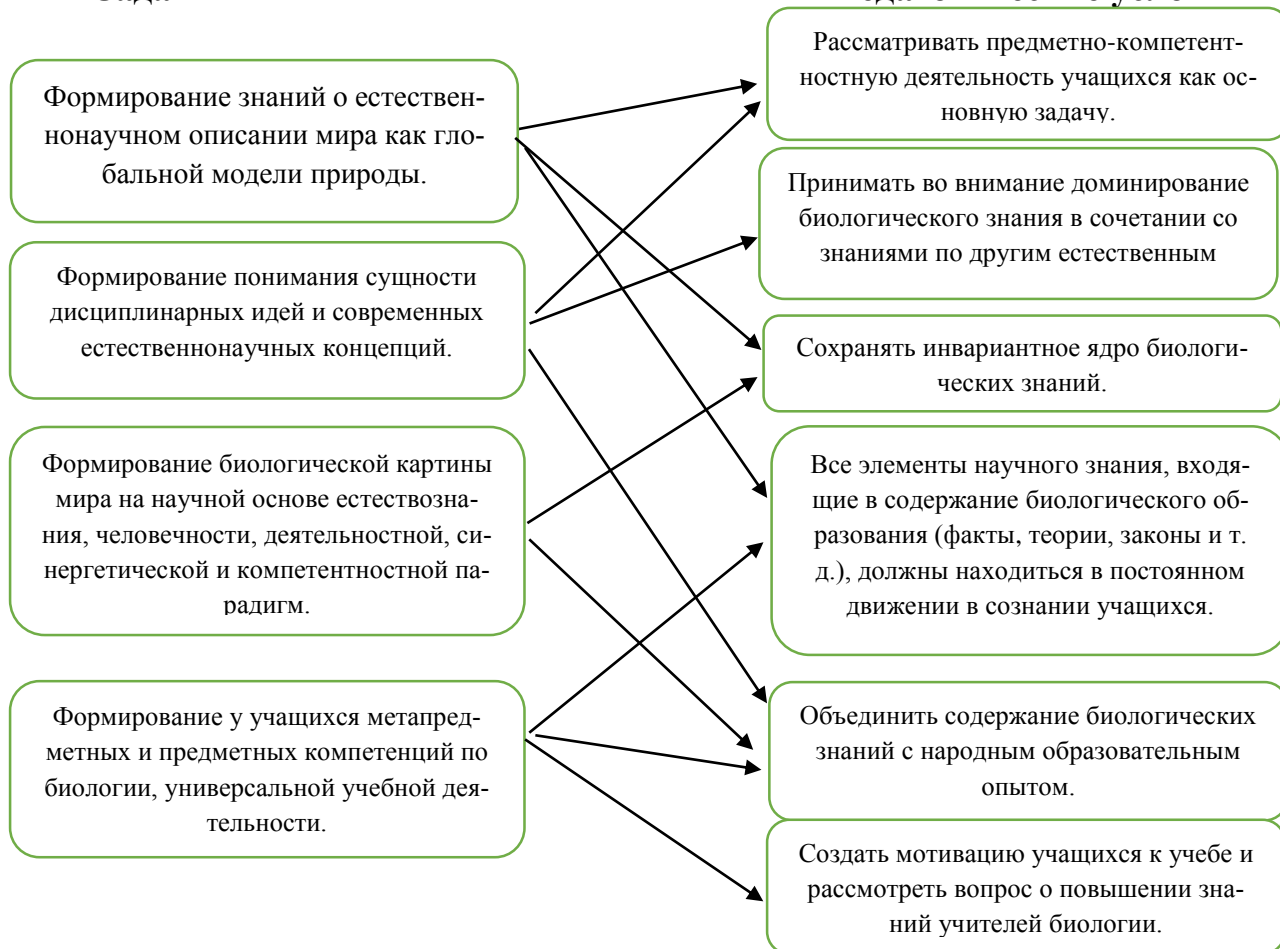 Формирование знаний о естествен-
нонаучном описании мира как гло-
бальной модели природы.
Формирование понимания сущности
дисциплинарных идей и современных
естественнонаучных концепций.
Формирование биологической картины
мира на научной основе естествозна-
ния, человечности, деятельностной, си-
нергетической и компетентностной па-
радигм.
Формирование у учащихся метапред-
метных и предметных компетенций по
биологии, универсальной учебной дея-
тельности.
Рассматривать предметно-компетент-
ностную деятельность учащихся как ос-
новную задачу.
Принимать во внимание доминирование
биологического знания в сочетании со
знаниями по другим естественным
Сохранять инвариантное ядро биологи-
ческих знаний.
Все элементы научного знания, входя-
щие в содержание биологического об-
разования (факты, теории, законы и т.
д.), должны находиться в постоянном
движении в сознании учащихся.
Объединить содержание биологических
знаний с народным образовательным
опытом.
Создать мотивацию учащихся к учебе и
рассмотреть вопрос о повышении зна-
ний учителей биологии.